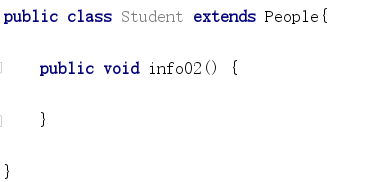 public class Student extends People{
public void info02() {
}
}